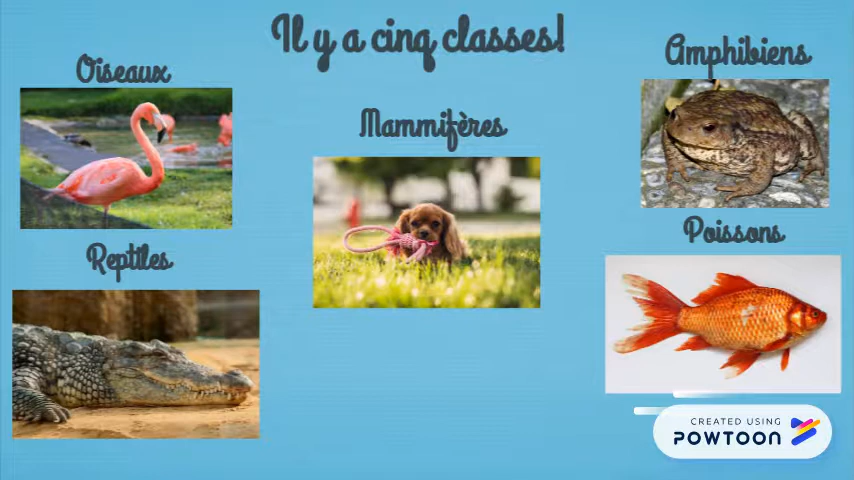 Il y a cinq classes!
Oiseaux
Mammifères
Amphibiens
Reptiles
Poissons
CREATED USING
POWTOON